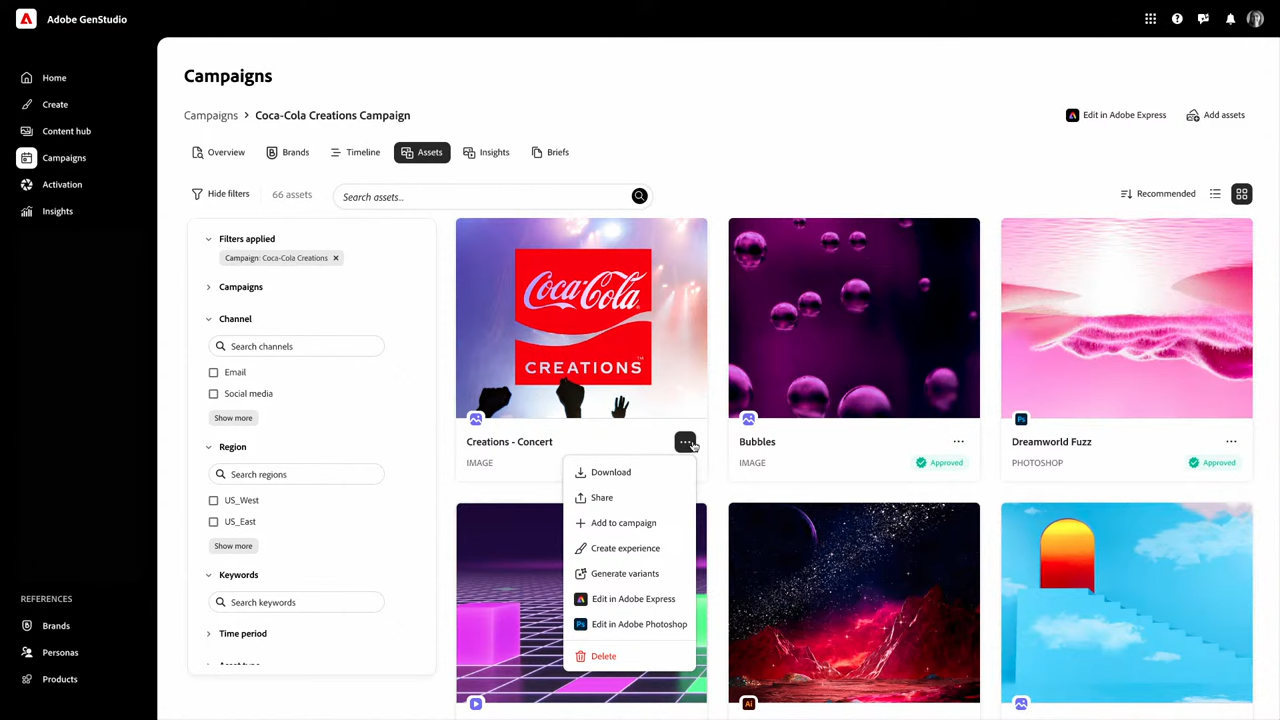 Adobe GenStudio
Home
Create
Content hub
Campaigns
Activation
Insights
REFERENCES
Brands
Personas
Products
Campaigns
Campaigns > Coca-Cola Creations Campaign
Edit in Adobe Express
Add assets
Overview
Brands
Timeline
Assets
Insights
Briefs
Hide filters
66 assets
Search assets...
Recommended
Filters applied
Campaign: Coca-Cola Creations ×
Campaigns
Channel
Search channels
Email
Social media
Show more
Region
Search regions
US_West
US_East
Show more
Keywords
Search keywords
Time period
Coca-Cola
CREATIONS™
Creations - Concert
IMAGE
Download
Share
Add to campaign
Create experience
Generate variants
Edit in Adobe Express
Ps Edit in Adobe Photoshop
Delete
Bubbles
IMAGE
Approved
Ps
Dreamworld Fuzz
PHOTOSHOP
Approved
Ai